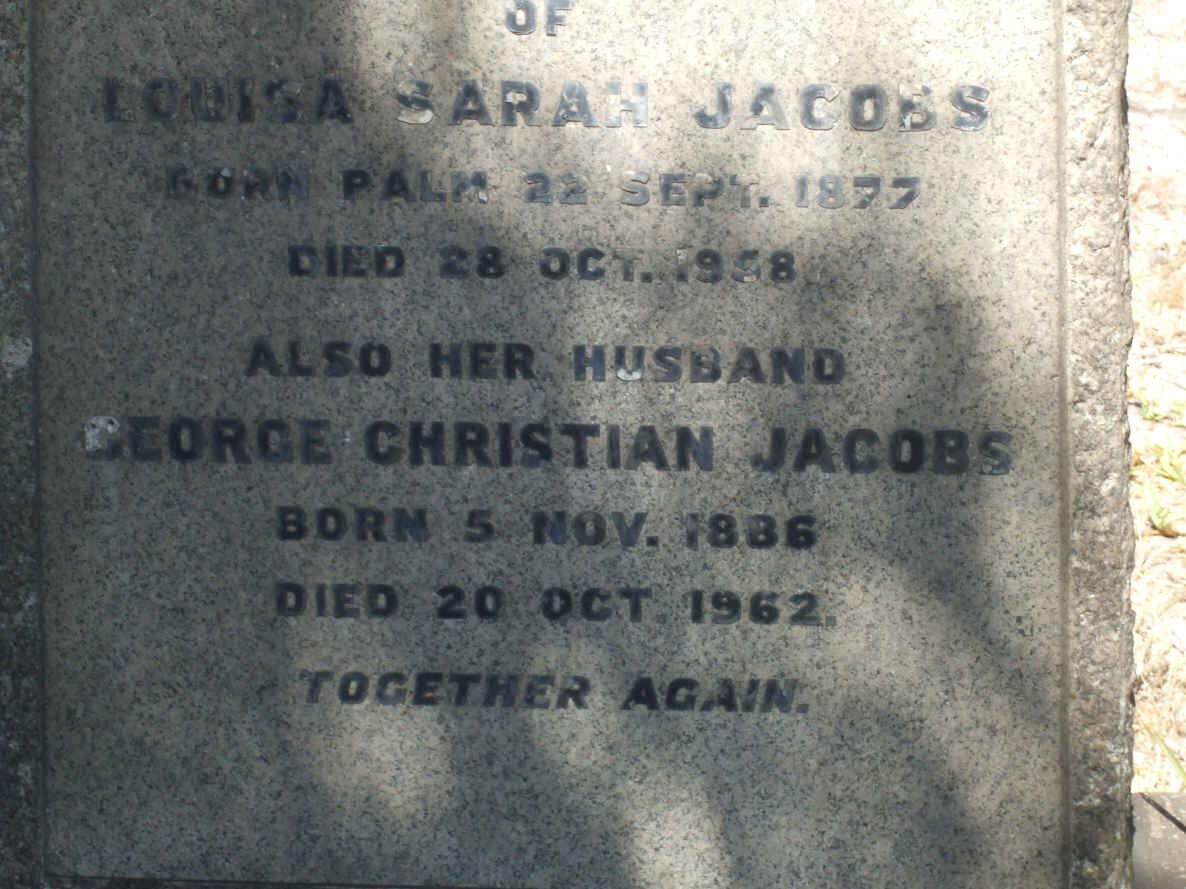 OF
LOUISA SARAH JACOBS
BORN PALM 22 SEPT. 1877
DIED 28 OCT. 1958
ALSO HER HUSBAND
GEORGE CHRISTIAN JACOBS
BORN 5 NOV. 1886
DIED 20 OCT. 1962.
TOGETHER AGAIN.